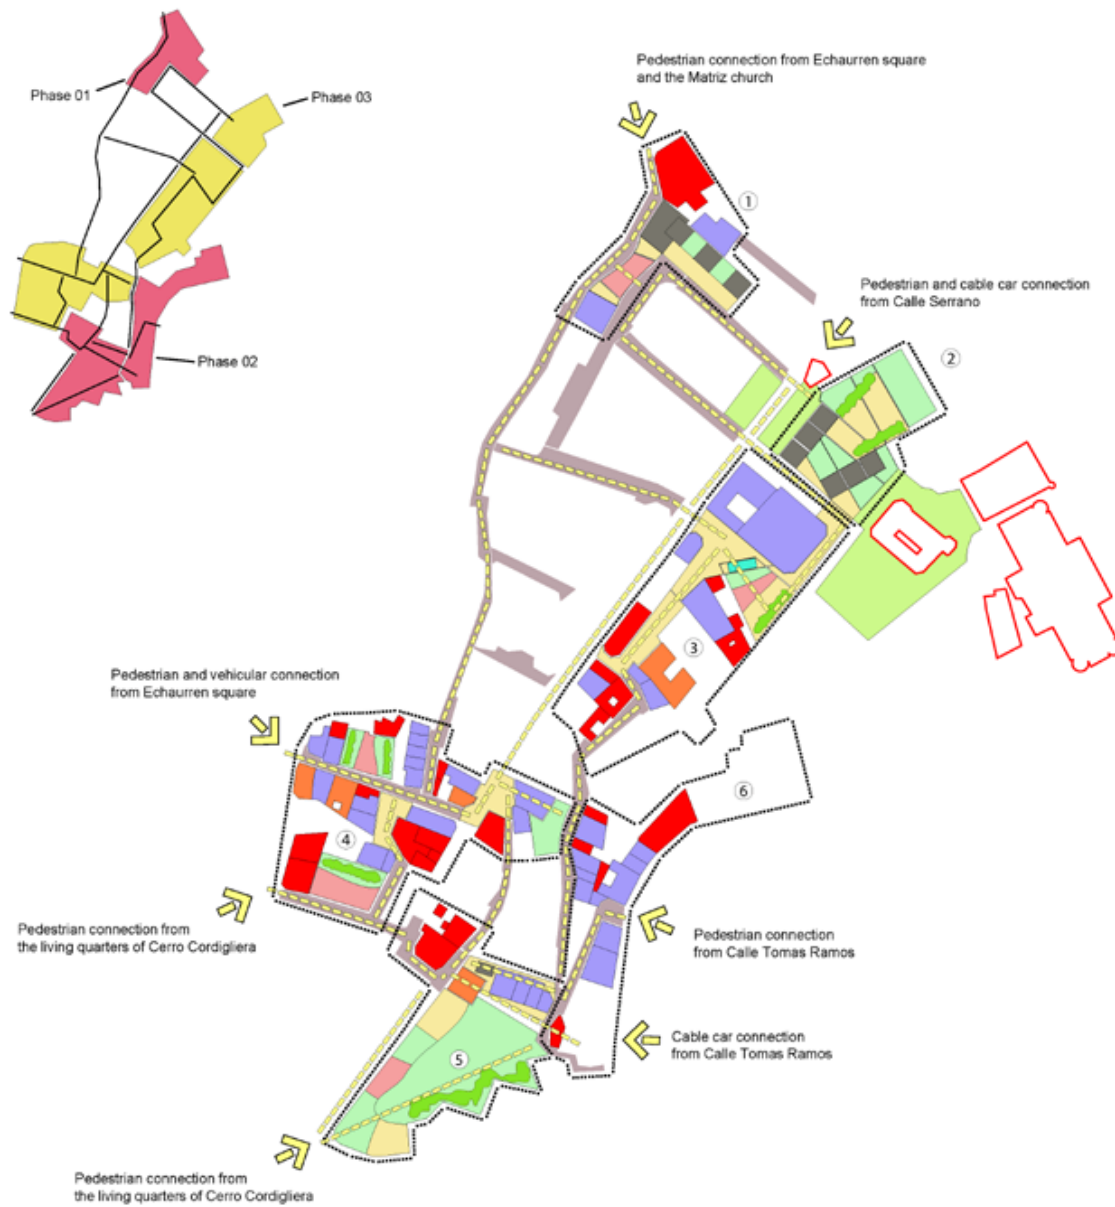 Pedestrian connection from Echaurren square
and the Matriz church
Phase 01
Phase 03
1
Pedestrian and cable car connection
from Calle Serrano
2
Phase 02
3
Pedestrian and vehicular connection
from Echaurren square
6
4
Pedestrian connection from
the living quarters of Cerro Cordigliera
Pedestrian connection
from Calle Tomas Ramos
Cable car connection
from Calle Tomas Ramos
5
Pedestrian connection from
the living quarters of Cerro Cordigliera